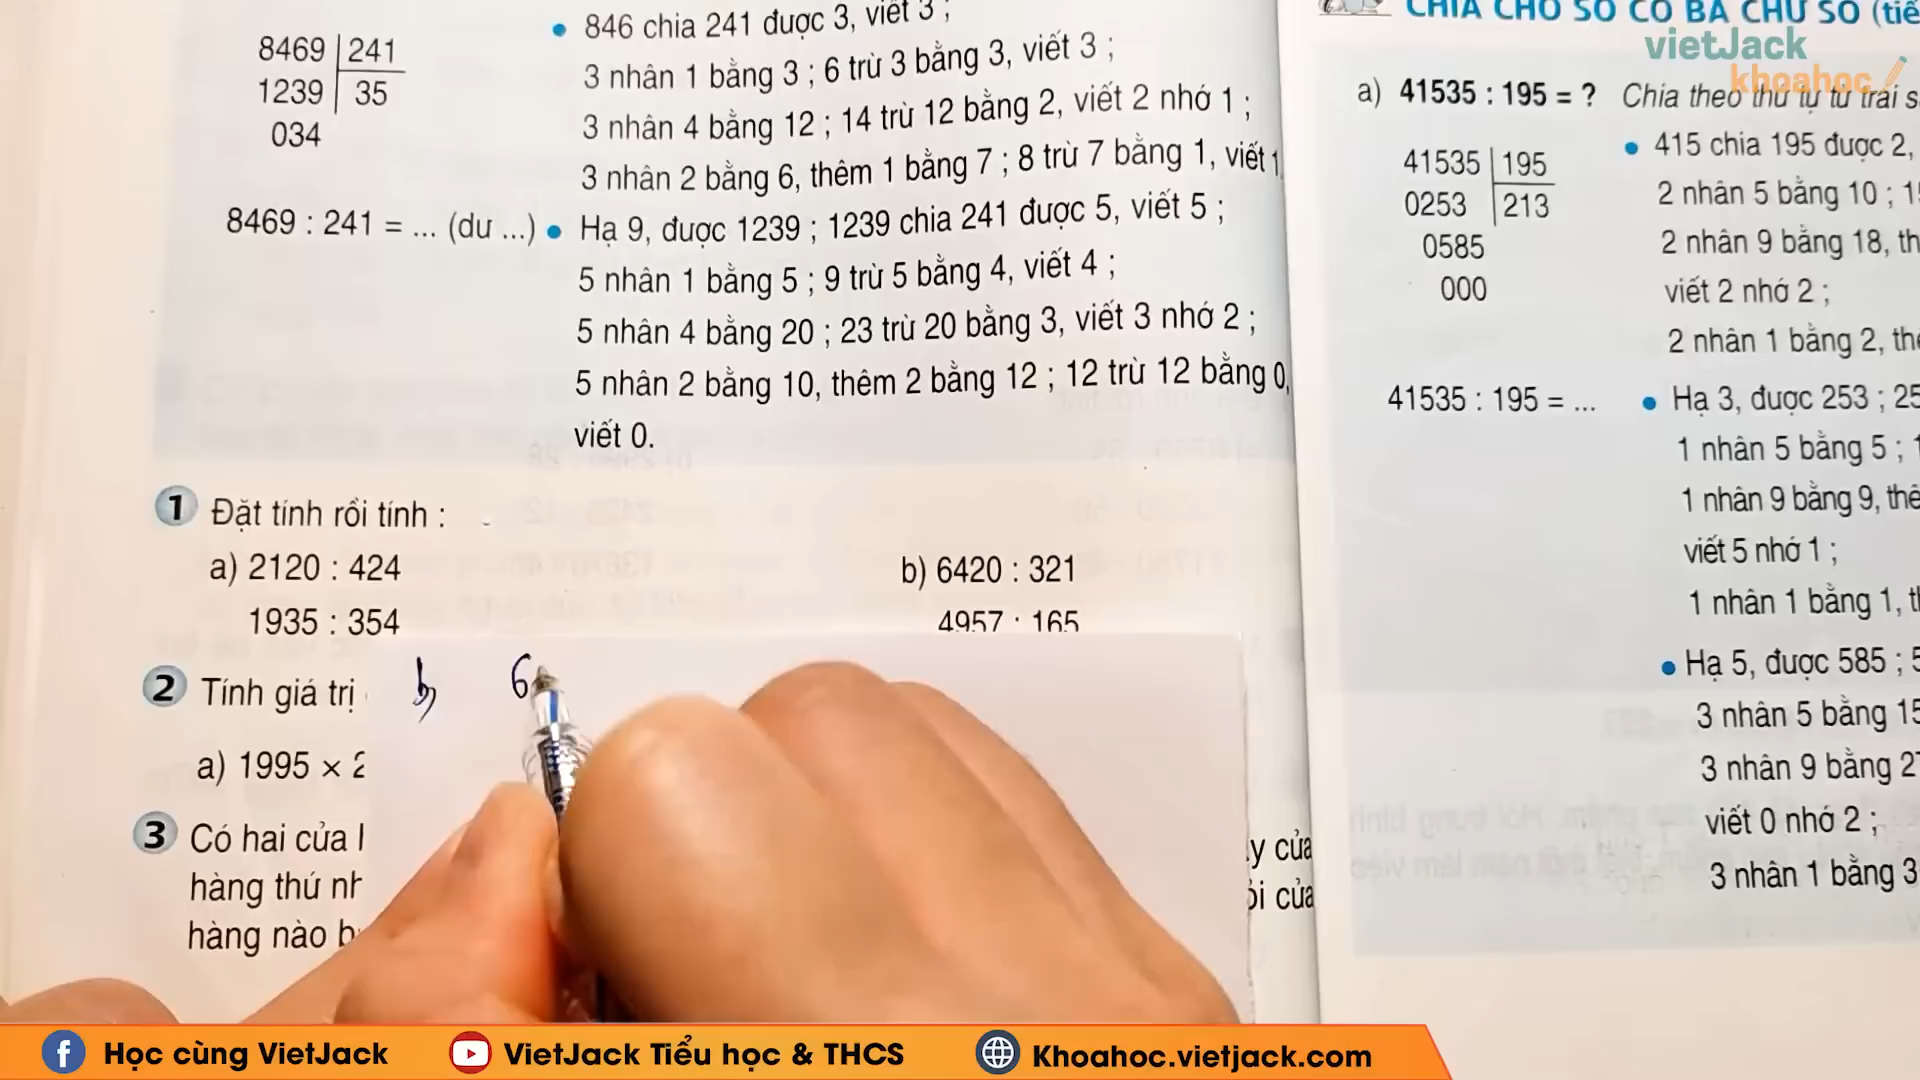 846 chia 241 được 3, viết 3 ;
8469 241
1239 35
034
3 nhân 1 bằng 3 ; 6 trừ 3 bằng 3, viết 3 ;
3 nhân 4 bằng 12 ; 14 trừ 12 bằng 2, viết 2 nhớ 1 ;
3 nhân 2 bằng 6, thêm 1 bằng 7 ; 8 trừ 7 bằng 1, viết 1
8469 : 241 = ... (dư ...)
Hạ 9, được 1239 ; 1239 chia 241 được 5, viết 5 ;
5 nhân 1 bằng 5 ; 9 trừ 5 bằng 4, viết 4 ;
5 nhân 4 bằng 20 ; 23 trừ 20 bằng 3, viết 3 nhớ 2 ;
5 nhân 2 bằng 10, thêm 2 bằng 12 ; 12 trừ 12 bằng 0,
viết 0.
1 Đặt tính rồi tính :
a) 2120 : 424
1935 : 354
b) 6420 : 321
4957 : 165
2 Tính giá trị
a) 1995 ×
3 Có hai cửa
hàng thứ
hàng nào
b, 6
của
của
CHIA CHO SỐ CÓ BA CHỮ SỐ
vietJack
khoahoc
a) 41535 : 195 = ? Chia theo thứ tự từ trái
41535 195
0253 213
0585
000
415 chia 195 được 2,
2 nhân 5 bằng 10 ;
2 nhân 9 bằng 18,
viết 2 nhớ 2 ;
2 nhân 1 bằng 2,
41535 : 195 = ...
Hạ 3, được 253 ;
1 nhân 5 bằng 5 ;
1 nhân 9 bằng 9,
viết 5 nhớ 1 ;
1 nhân 1 bằng 1,
Hạ 5, được 585 ;
3 nhân 5 bằng 15
3 nhân 9 bằng
viết 0 nhớ 2 ;
3 nhân 1 bằng 3
Học cùng VietJack
VietJack Tiểu học & THCS
Khoahoc.vietjack.com